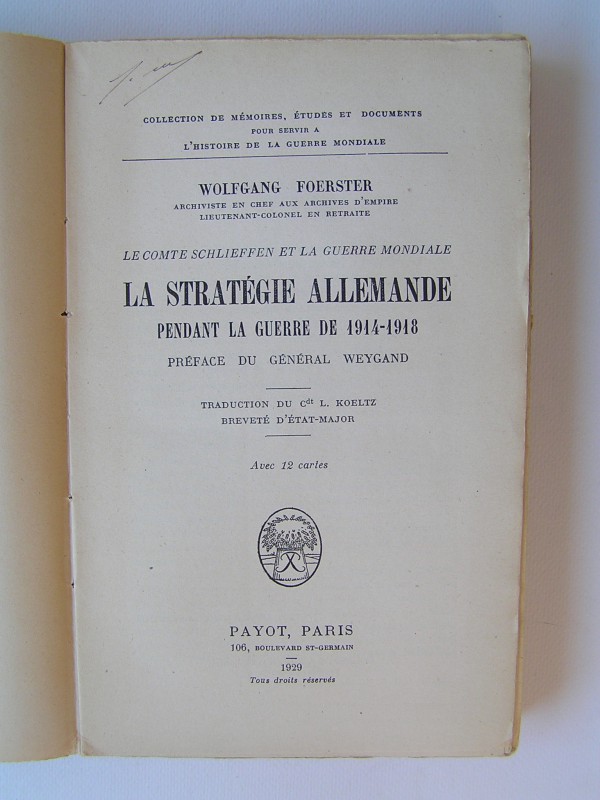 COLLECTION DE MÉMOIRES, ÉTUDES ET DOCUMENTS
POUR SERVIR A
L'HISTOIRE DE LA GUERRE MONDIALE
WOLFGANG FOERSTER
ARCHIVISTE EN CHEF AUX ARCHIVES D'EMPIRE
LIEUTENANT-COLONEL EN RETRAITE
LE COMTE SCHLIEFFEN ET LA GUERRE MONDIALE
LA STRATÉGIE ALLEMANDE
PENDANT LA GUERRE DE 1914-1918
PRÉFACE DU GÉNÉRAL WEYGAND
TRADUCTION DU Cdt L. KOELTZ
BREVETÉ D'ÉTAT-MAJOR
Avec 12 cartes
PAYOT, PARIS
106, BOULEVARD ST-GERMAIN
1929
Tous droits réservés